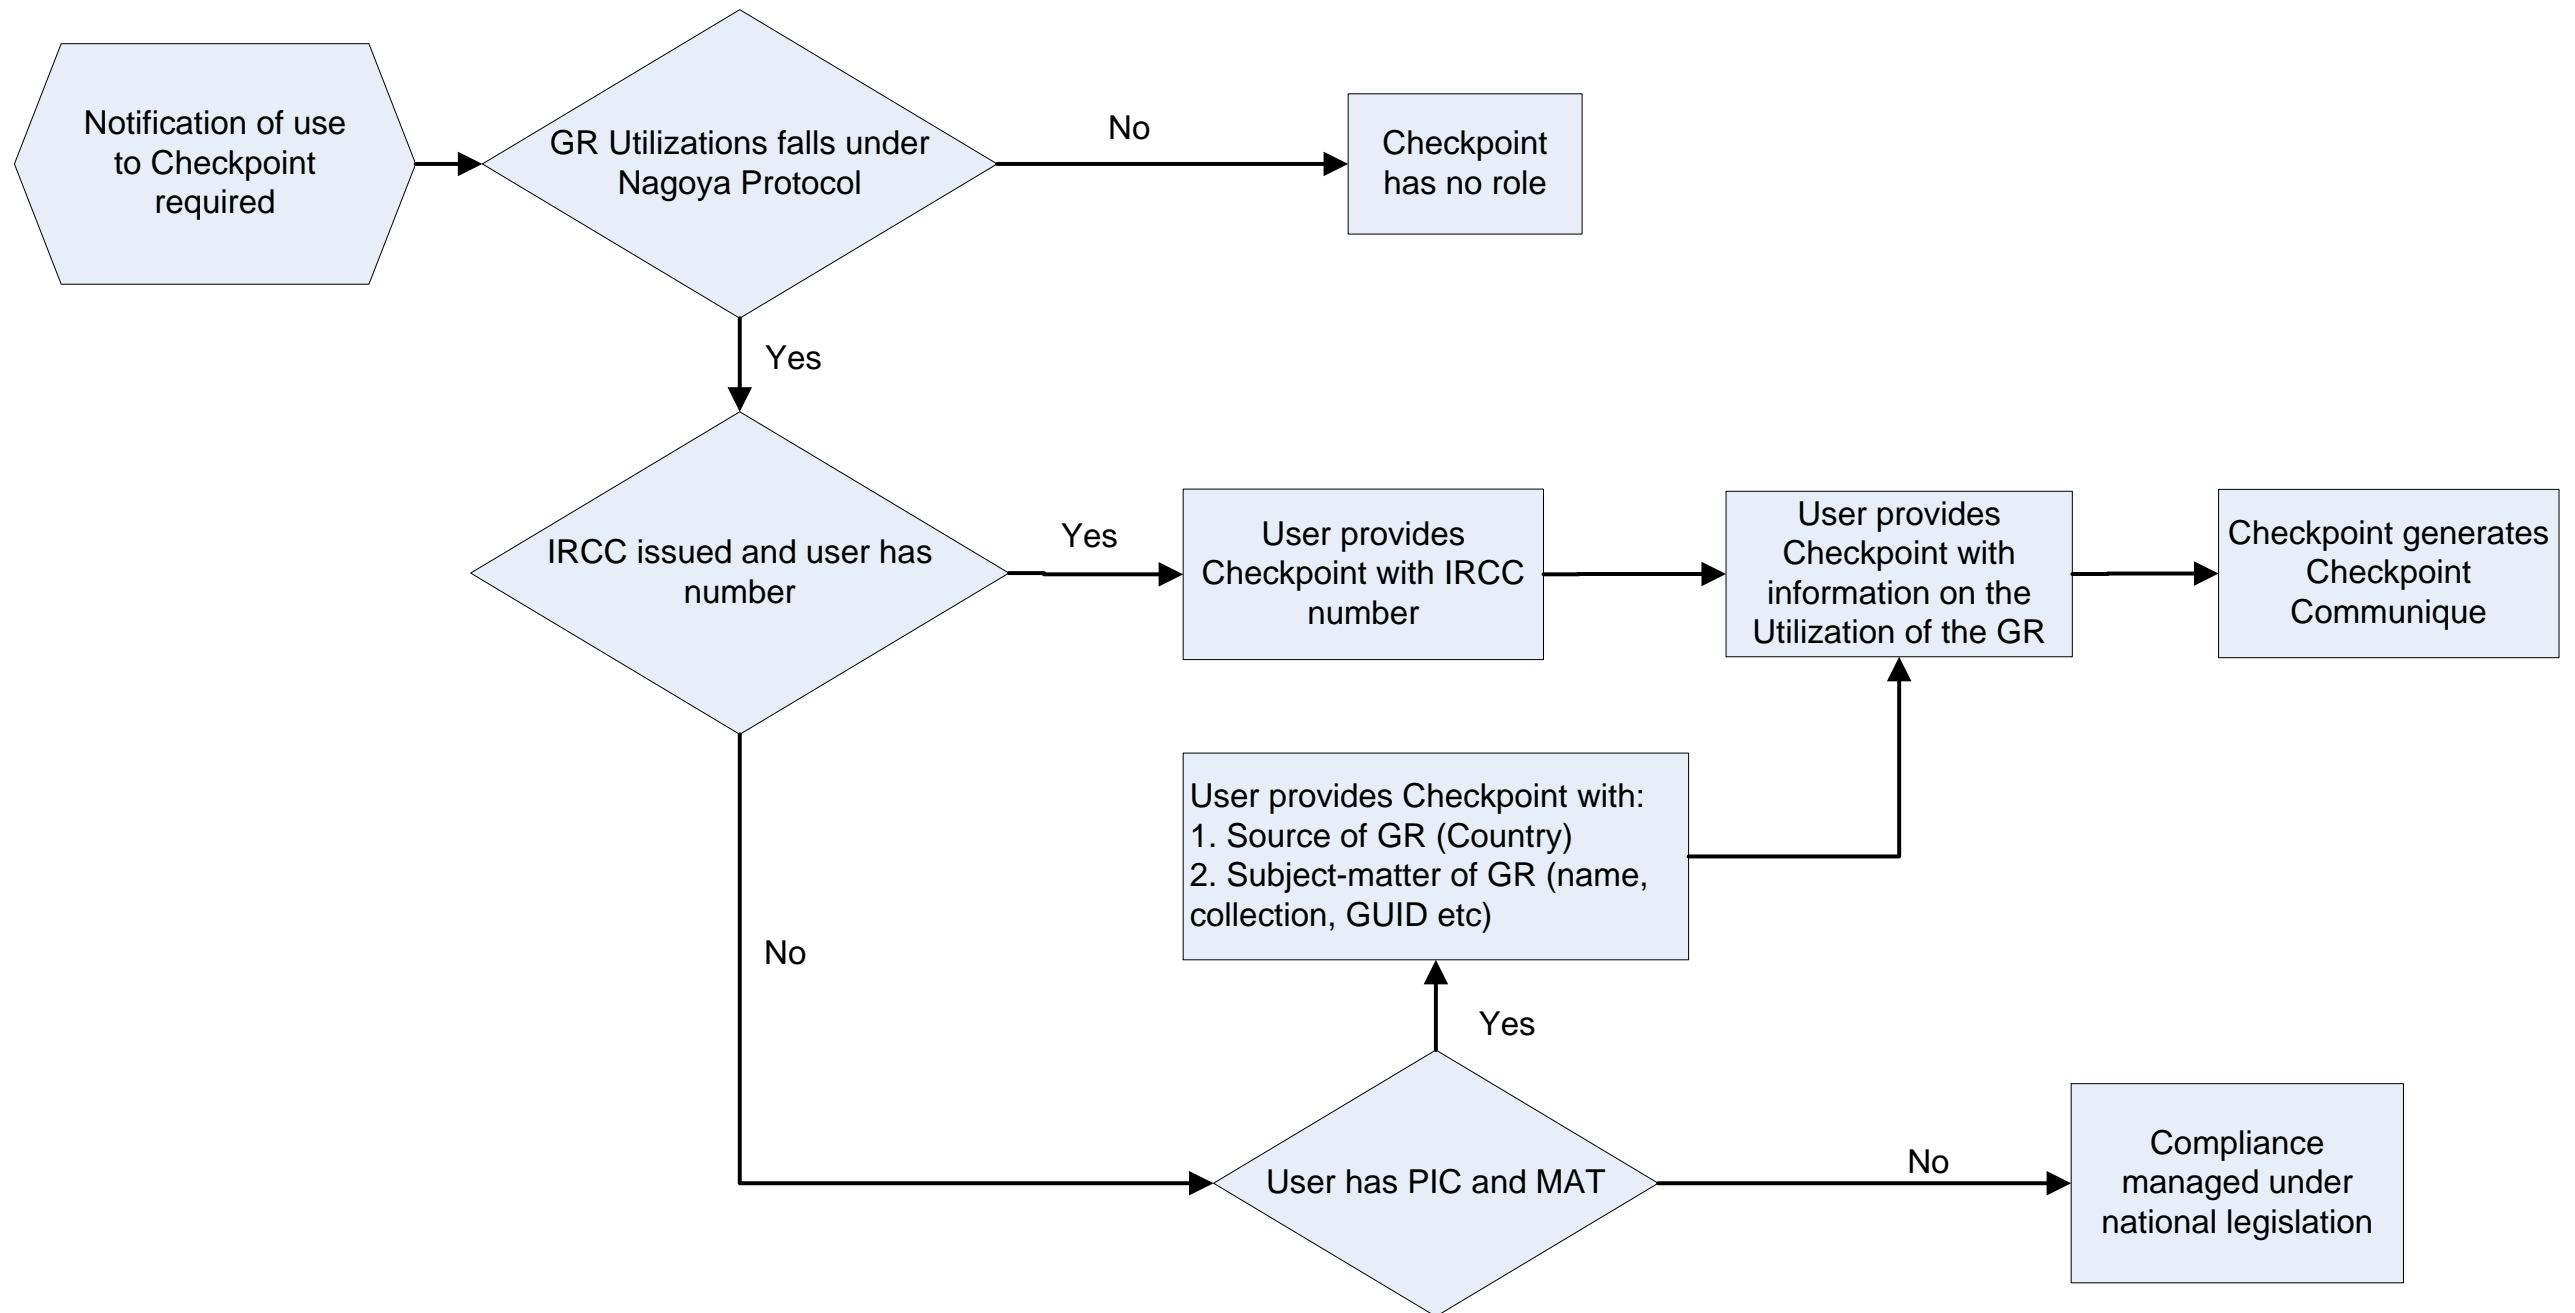 Notification of use
to Checkpoint
required
GR Utilizations falls under
Nagoya Protocol
No
Checkpoint
has no role
Yes
IRCC issued and user has
number
Yes
User provides
Checkpoint with IRCC
number
User provides
Checkpoint with
information on the
Utilization of the GR
Checkpoint generates
Checkpoint
Communique
User provides Checkpoint with:
1. Source of GR (Country)
2. Subject-matter of GR (name,
collection, GUID etc)
No
Yes
User has PIC and MAT
No
Compliance
managed under
national legislation